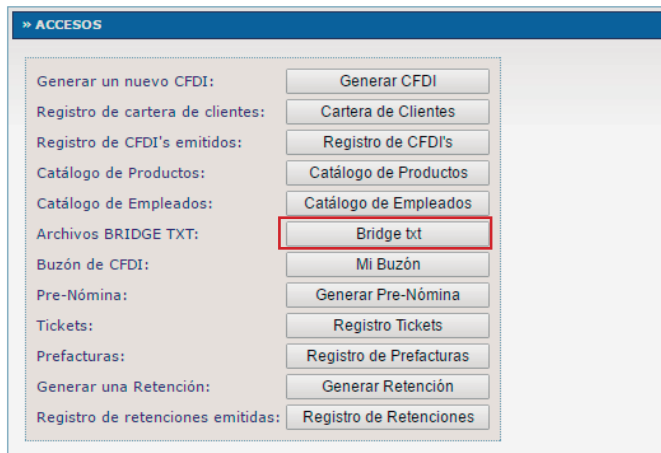 » ACCESOS
Generar un nuevo CFDI: Generar CFDI
Registro de cartera de clientes: Cartera de Clientes
Registro de CFDI's emitidos: Registro de CFDI's
Catálogo de Productos: Catálogo de Productos
Catálogo de Empleados: Catálogo de Empleados
Archivos BRIDGE TXT: Bridge txt
Buzón de CFDI: Mi Buzón
Pre-Nómina: Generar Pre-Nómina
Tickets: Registro Tickets
Prefacturas: Registro de Prefacturas
Generar una Retención: Generar Retención
Registro de retenciones emitidas: Registro de Retenciones